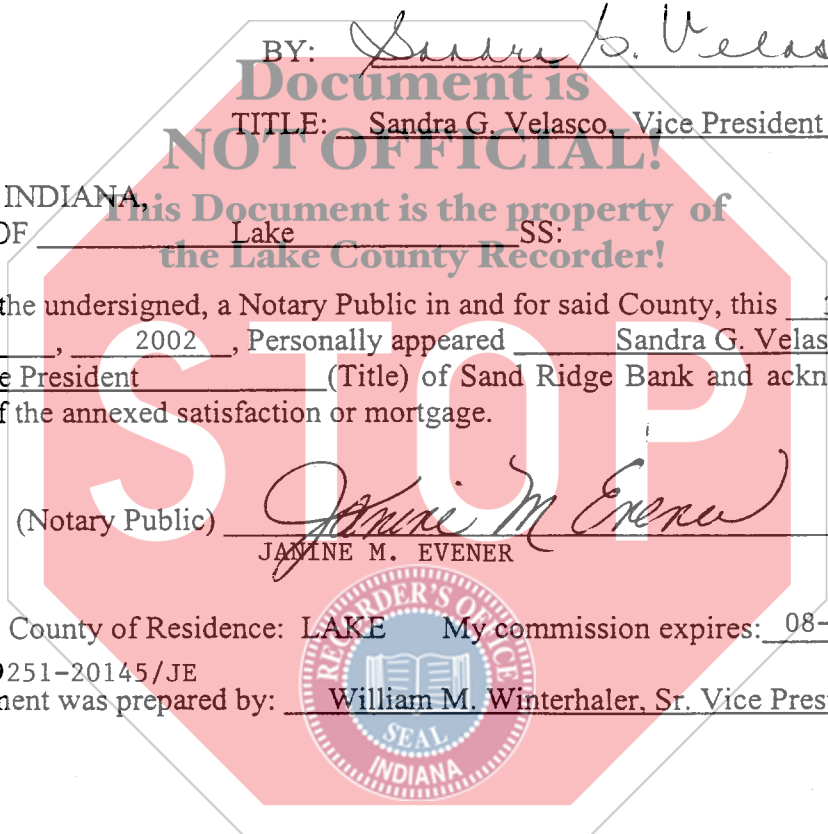 BY: Sandra G. Velas
Document is
TITLE: Sandra G. Velasco, Vice President
NOT OFFICIAL!
INDIANA,
This Document is the property of
OF Lake SS:
the Lake County Recorder!
the undersigned, a Notary Public in and for said County, this
, 2002 , Personally appeared Sandra G. Velas
e President (Title) of Sand Ridge Bank and ackn
f the annexed satisfaction or mortgage.
STOP
(Notary Public) Janine M Evener
JANINE M. EVENER
County of Residence: LAKE My commission expires: 08-
9251-20145/JE
ment was prepared by: William M. Winterhaler, Sr. Vice Pres
RECORDER'S OFFICE
SEAL
INDIANA